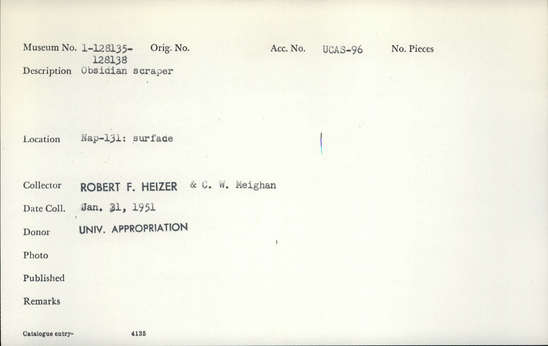 Museum No. 1-128135- Orig. No. Acc. No. UCAS-96 No. Pieces
128138
Description Obsidian scraper
Location Nap-131: surface
Collector ROBERT F. HEIZER & C. W. Meighan
Date Coll. Jan. 31, 1951
Donor UNIV. APPROPRIATION
Photo
Published
Remarks
Catalogue entry- 4135